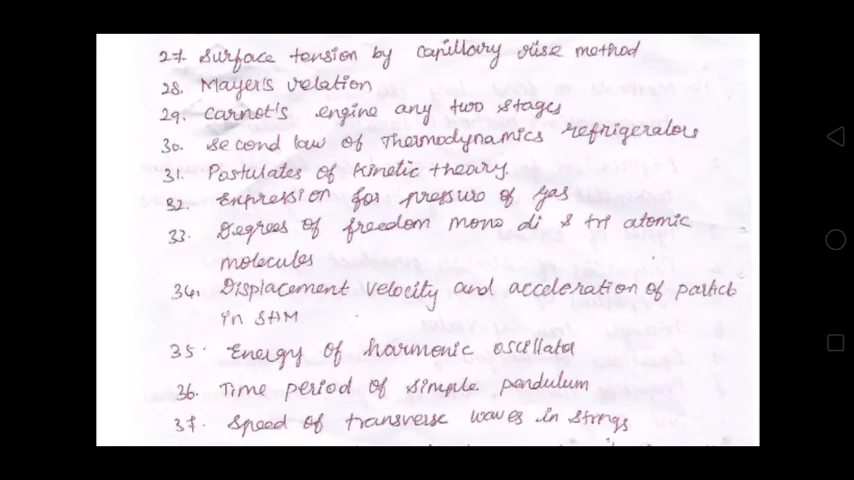 27. Surface tension by capillary rise method
28. Mayer's relation
29. Carnot's engine any two stages
30. Second law of Thermodynamics refrigerators
31. Postulates of kinetic theory
32. Expression for pressure of gas
33. Degrees of freedom mono di & tri atomic
molecules
34. Displacement velocity and acceleration of particle
in SHM
35. Energy of harmonic oscillator
36. Time period of simple pendulum
37. Speed of transverse waves in strings